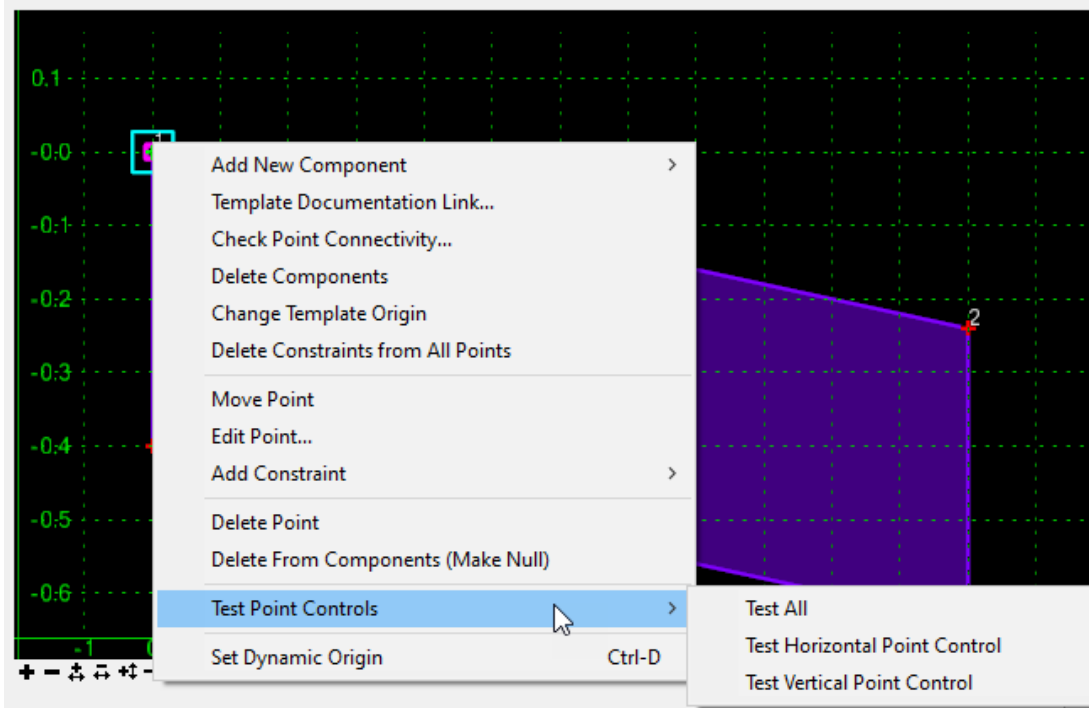 0.1
1
-0.0
Add New Component
Template Documentation Link...
-0.1
Check Point Connectivity...
Delete Components
-0.2
Change Template Origin
2
Delete Constraints from All Points
-0.3
Move Point
Edit Point...
-0.4
Add Constraint
-0.5
Delete Point
Delete From Components (Make Null)
-0.6
Test Point Controls
Test All
Test Horizontal Point Control
-1
Set Dynamic Origin Ctrl-D
Test Vertical Point Control